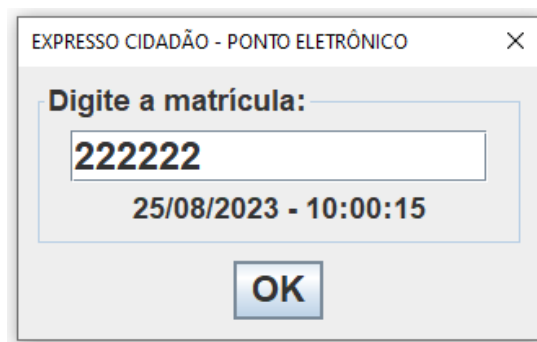 EXPRESSO CIDADÃO - PONTO ELETRÔNICO
Digite a matrícula:
222222
25/08/2023 - 10:00:15
OK